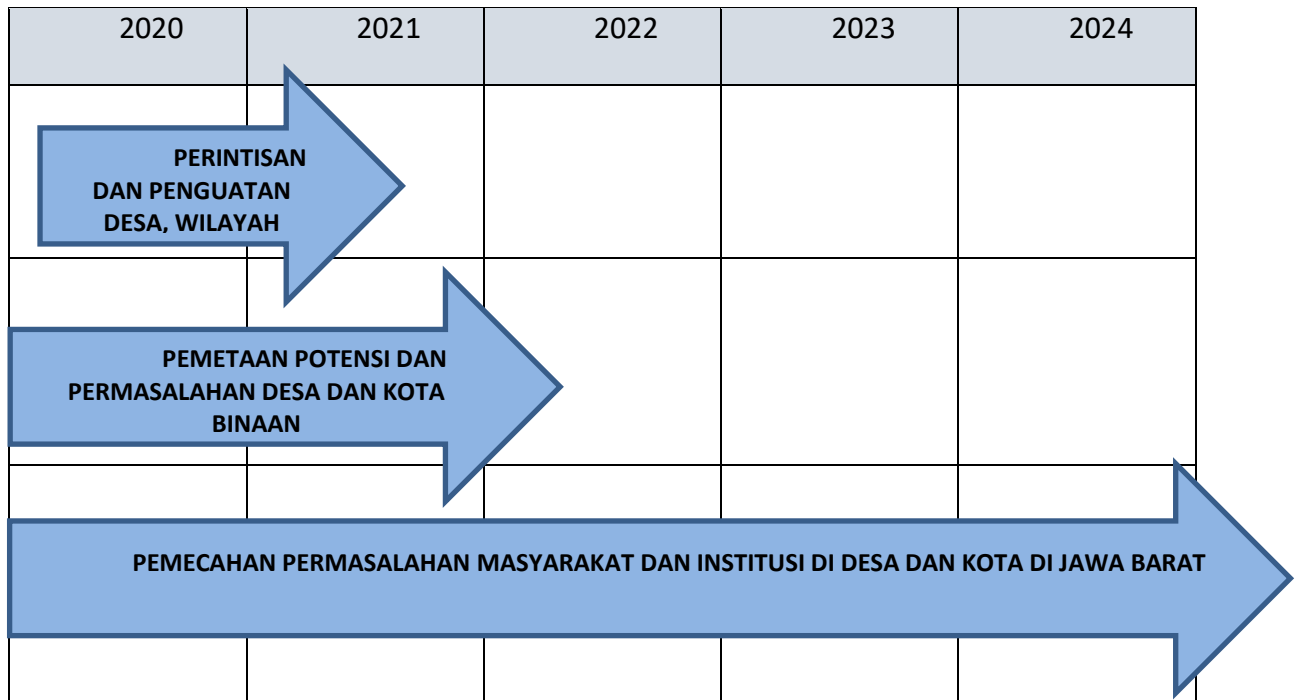 2020 2021 2022 2023 2024
PERINTISAN
DAN PENGUATAN
DESA, WILAYAH
PEMETAAN POTENSI DAN
PERMASALAHAN DESA DAN KOTA
BINAAN
PEMECAHAN PERMASALAHAN MASYARAKAT DAN INSTITUSI DI DESA DAN KOTA DI JAWA BARAT